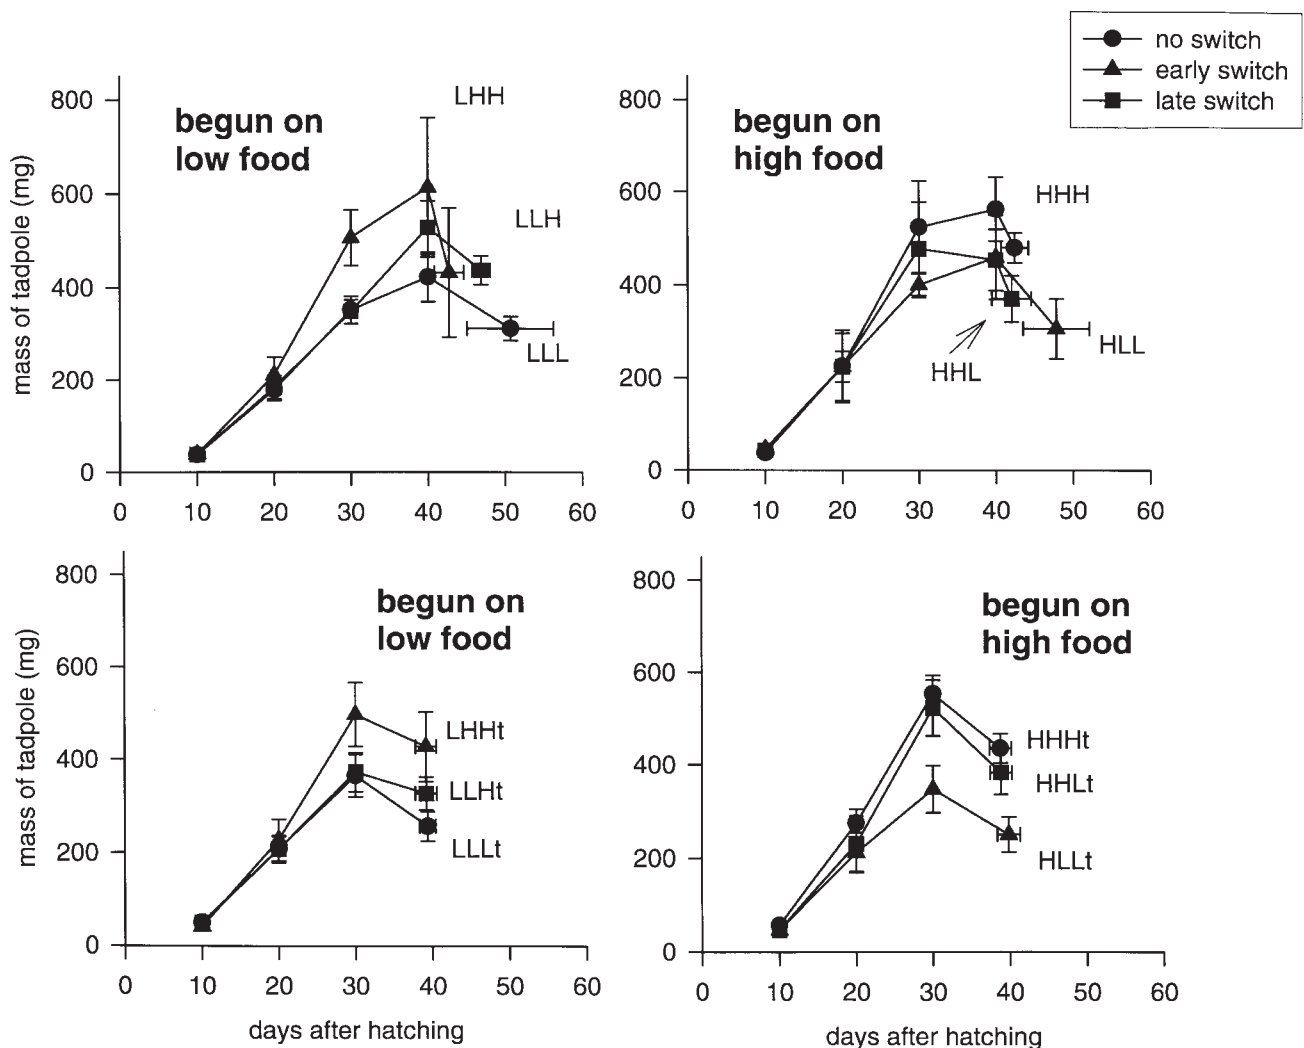 no switch
early switch
late switch
mass of tadpole (mg)
800
600
400
200
0
begun on
low food
LHH
LLH
LLL
0 10 20 30 40 50 60
800
600
400
200
0
begun on
high food
HHH
HLL
HHL
0 10 20 30 40 50 60
mass of tadpole (mg)
800
600
400
200
0
begun on
low food
LHHt
LLHt
LLLt
0 10 20 30 40 50 60
days after hatching
800
600
400
200
0
begun on
high food
HHHt
HHLt
HLLt
0 10 20 30 40 50 60
days after hatching